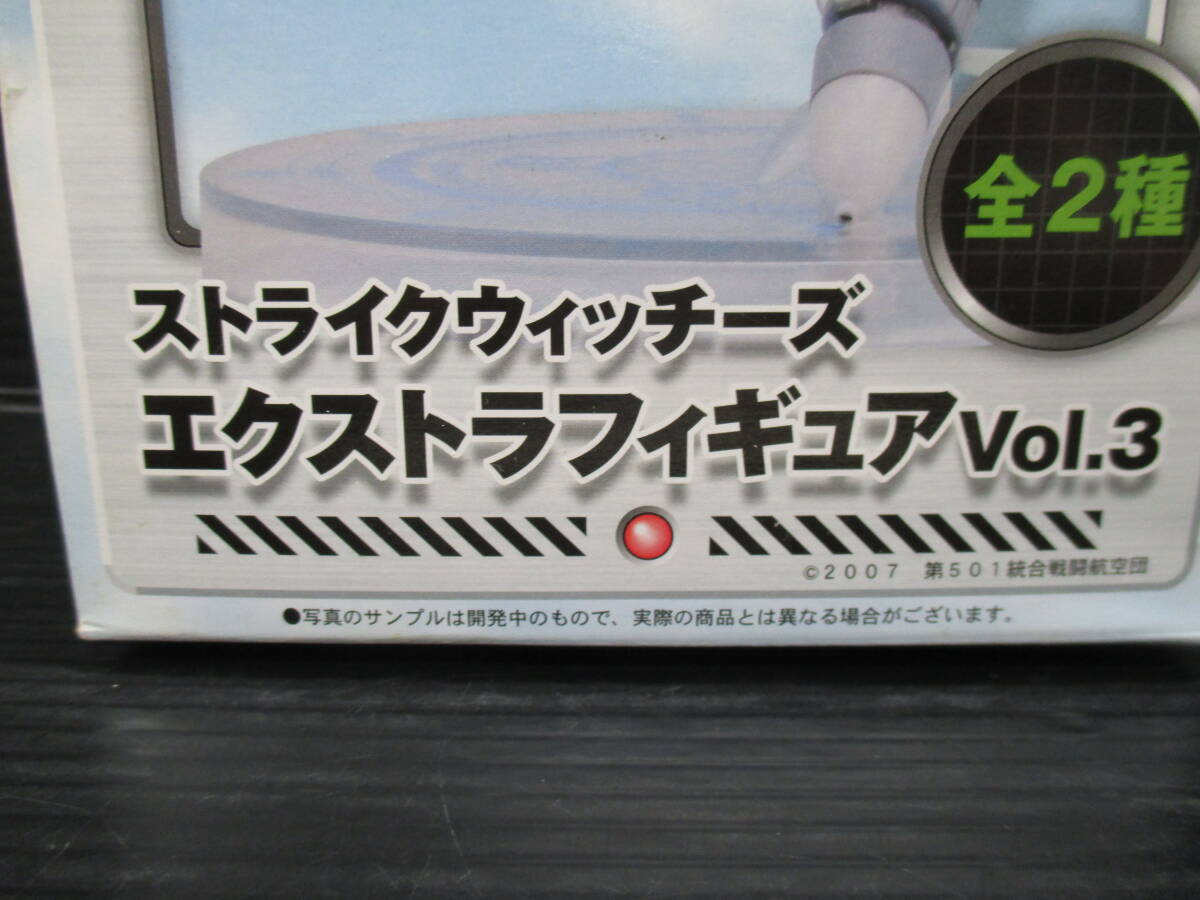 全2種
ストライクウィッチーズ
エクストラフィギュアVol.3
©2007 第501統合戦闘航空団
●写真のサンプルは開発中のもので、実際の商品とは異なる場合がございます。